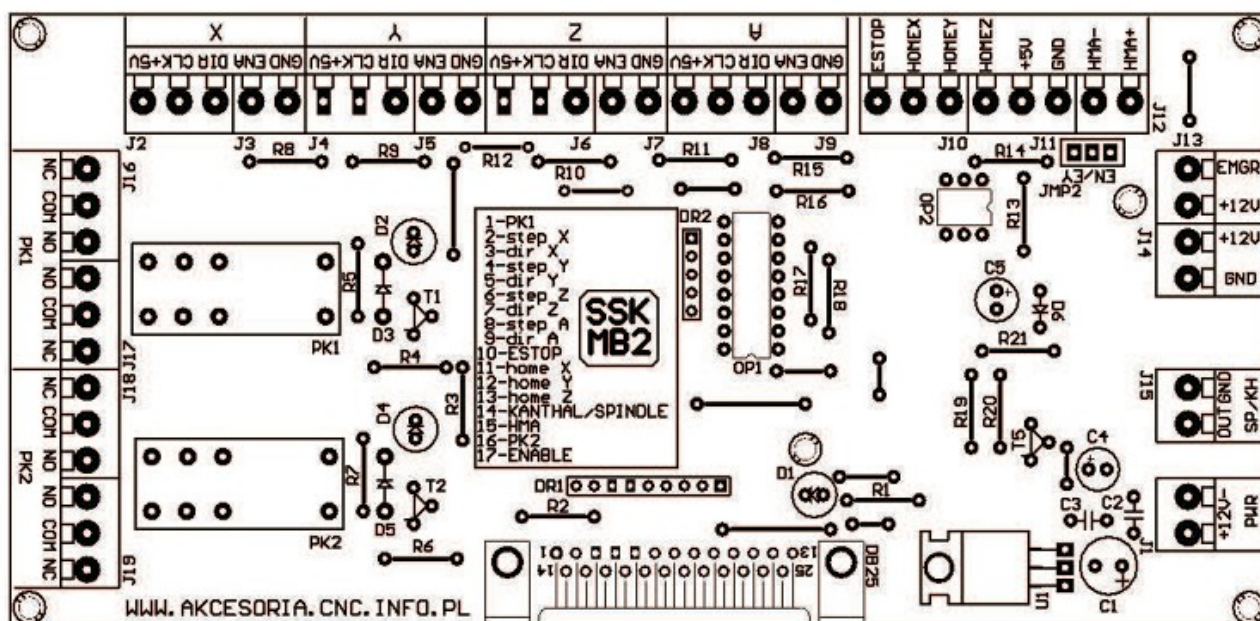 X Y Z A
+5V CLK DIR ENA GND
+5V CLK DIR ENA GND
+5V CLK DIR ENA GND
+5V CLK DIR ENA GND
ESTOP
HOMEX
HOMEY
HOMEZ
+5V
GND
HMA-
HMA+
J2 J3 J4 J5 J6 J7 J8 J9 J10 J11 J12
J13
R8 R9 R12 R10 R11 R15 R16 R14
EN/EY
JMP2
EMGR
+12V
+12V
GND
J14
J16
NC
COM
NO
PK1
NO
COM
NC
J17
J18
NC
COM
NO
PK2
NO
COM
NC
J19
D2
R5
D3
T1
PK1
R4
R3
D4
R7
D5
T2
PK2
R6
1-PK1
2-step X
3-dir X
4-step Y
5-dir Y
6-step Z
7-dir Z
8-step A
9-dir A
10-ESTOP
11-home X
12-home Y
13-home Z
14-KANTHAL/SPINDLE
15-HMA
16-PK2
17-ENABLE
SSK
MB2
DR2
OP1
R17
R18
OP2
R13
C5
D6
R21
R19
R20
T5
C4
C3
C2
J15
GND
OUT
SP/KH
-
+12V
PWR
J1
DR1
R2
D1
R1
1 13
14 25
DB25
U1
C1
WWW.AKCESORIA.CNC.INFO.PL